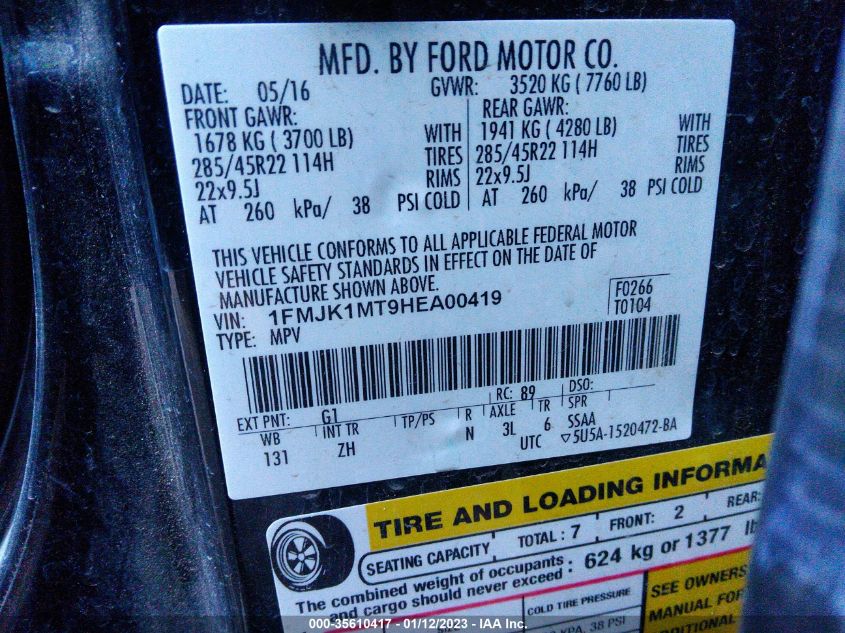 MFD. BY FORD MOTOR CO.
DATE: 05/16 GVWR: 3520 KG ( 7760 LB)
FRONT GAWR: REAR GAWR:
1678 KG ( 3700 LB) WITH 1941 KG ( 4280 LB) WITH
285/45R22 114H TIRES 285/45R22 114H TIRES
22x9.5J RIMS 22x9.5J RIMS
AT 260 kPa/ 38 PSI COLD AT 260 kPa/ 38 PSI COLD
THIS VEHICLE CONFORMS TO ALL APPLICABLE FEDERAL MOTOR
VEHICLE SAFETY STANDARDS IN EFFECT ON THE DATE OF
MANUFACTURE SHOWN ABOVE.
VIN: 1FMJK1MT9HEA00419 F0266
TYPE: MPV T0104
EXT PNT: G1 RC: 89 DSO:
WB INT TR TP/PS R AXLE TR SPR
131 ZH N 3L 6 SSAA
UTC ▽5U5A-1520472-BA
TIRE AND LOADING INFORMA
SEATING CAPACITY TOTAL : 7 FRONT: 2 REAR:
The combined weight of occupants
and cargo should never exceed : 624 kg or 1377 lb
COLD TIRE PRESSURE SEE OWNERS
KPA, 38 PSI MANUAL FOR
000-35610417 - 01/12/2023 - IAA Inc.